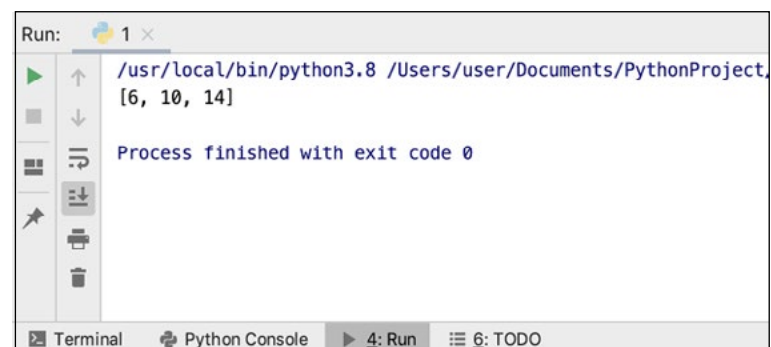 Run: 1 ×
/usr/local/bin/python3.8 /Users/user/Documents/PythonProject
[6, 10, 14]
Process finished with exit code 0
Terminal Python Console 4: Run 6: TODO